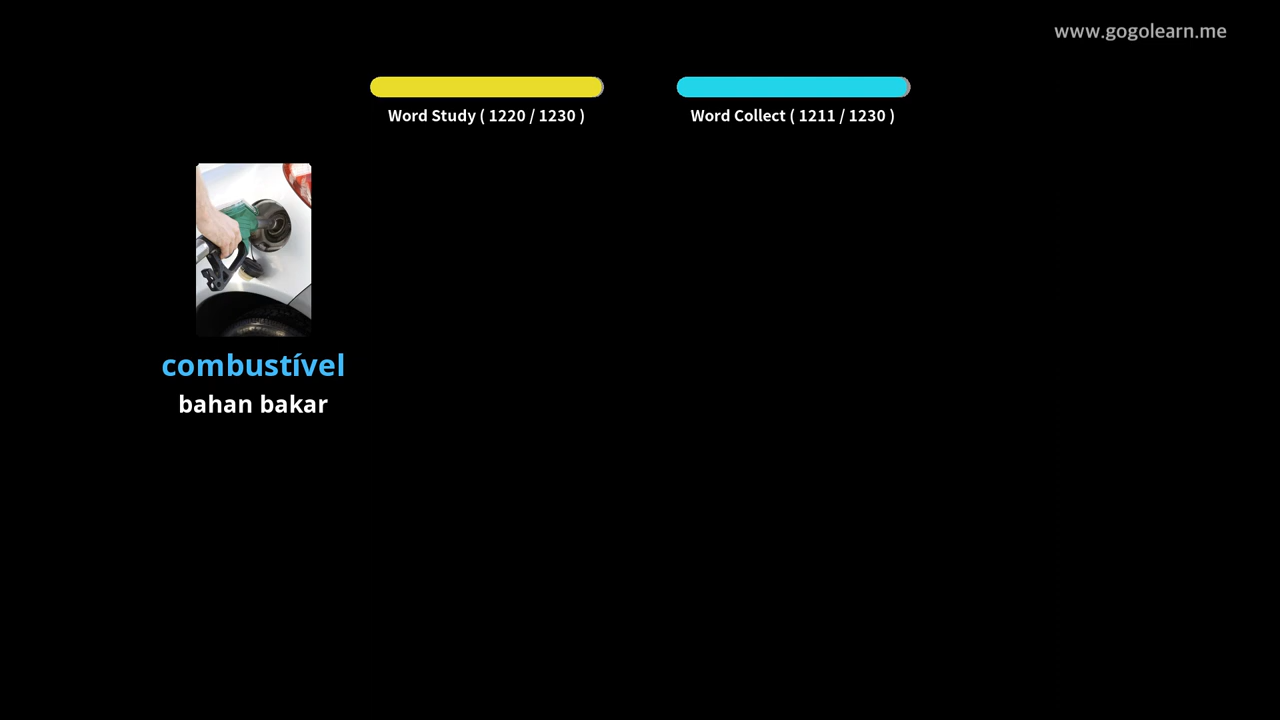 www.gogolearn.me
Word Study ( 1220 / 1230 )
Word Collect ( 1211 / 1230 )
combustível
bahan bakar